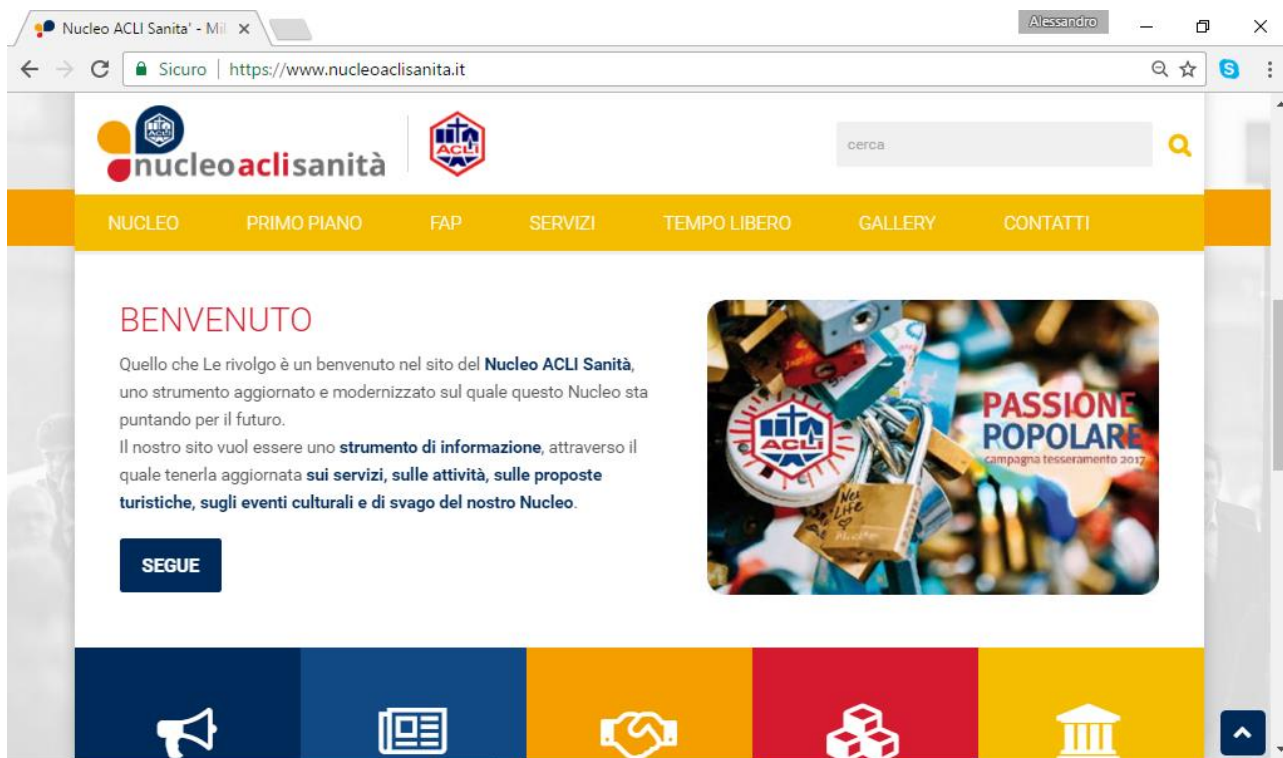 Nucleo ACLI Sanita' - Mil
Alessandro
Sicuro | https://www.nucleoaclisanita.it
ACLI
nucleoaclisanità
ACLI
cerca
NUCLEO PRIMO PIANO FAP SERVIZI TEMPO LIBERO GALLERY CONTATTI
BENVENUTO
Quello che Le rivolgo è un benvenuto nel sito del Nucleo ACLI Sanità,
uno strumento aggiornato e modernizzato sul quale questo Nucleo sta
puntando per il futuro.
Il nostro sito vuol essere uno strumento di informazione, attraverso il
quale tenerla aggiornata sui servizi, sulle attività, sulle proposte
turistiche, sugli eventi culturali e di svago del nostro Nucleo.
SEGUE
ACLI
PASSIONE
POPOLARE
campagna tesseramento 2017
New
Life